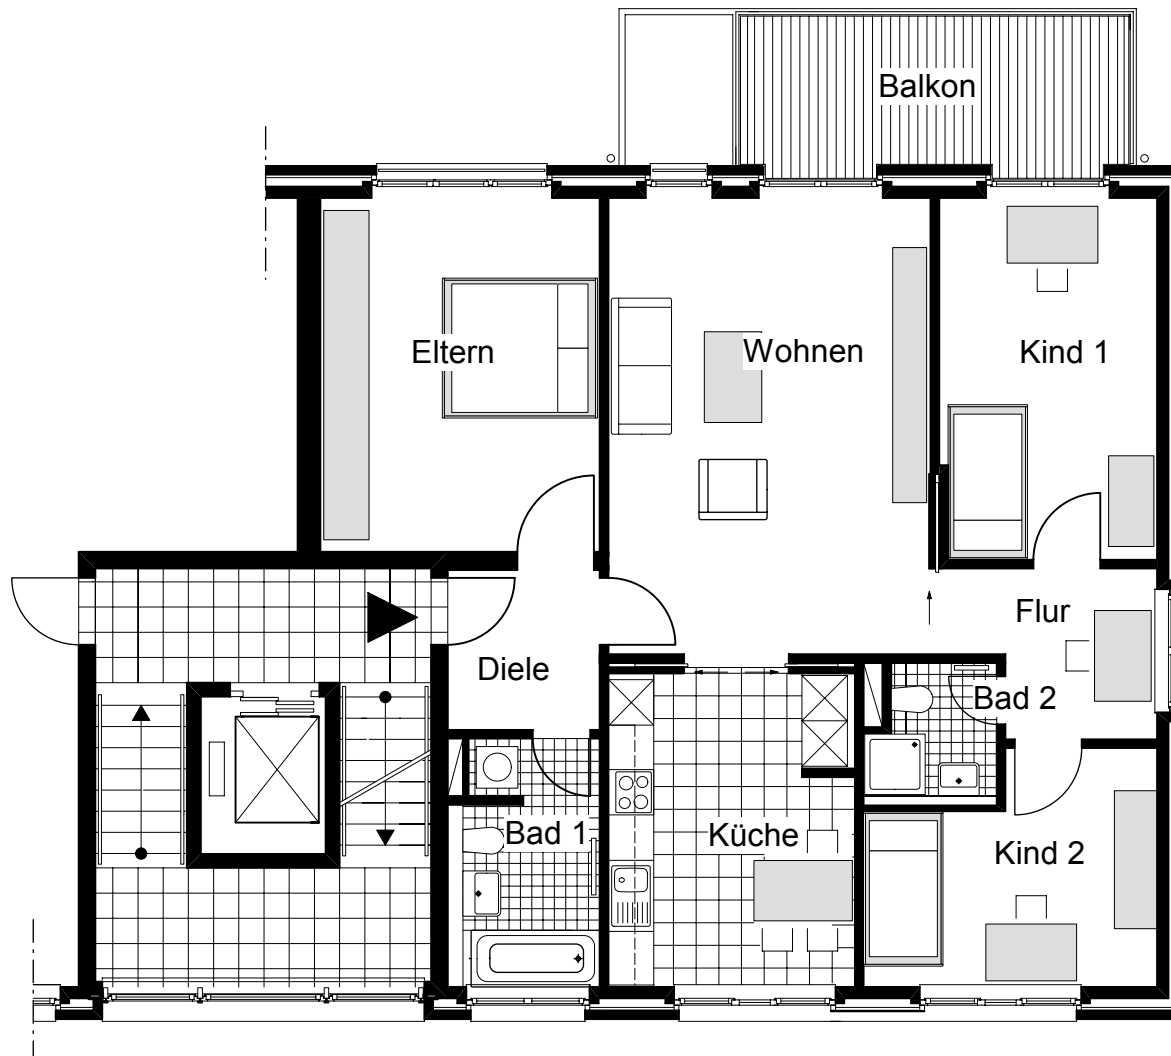 Balkon
Eltern
Wohnen
Kind 1
Flur
Diele
Bad 2
Bad 1
Küche
Kind 2